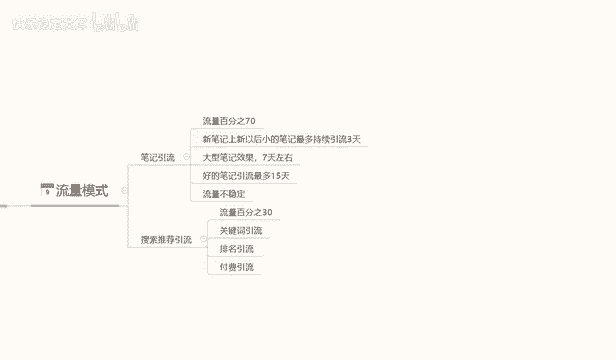 流量模式
笔记引流
流量百分之70
新笔记上新以后小的笔记最多持续引流3天
大型笔记效果，7天左右
好的笔记引流最多15天
流量不稳定
搜索推荐引流
流量百分之30
关键词引流
排名引流
付费引流